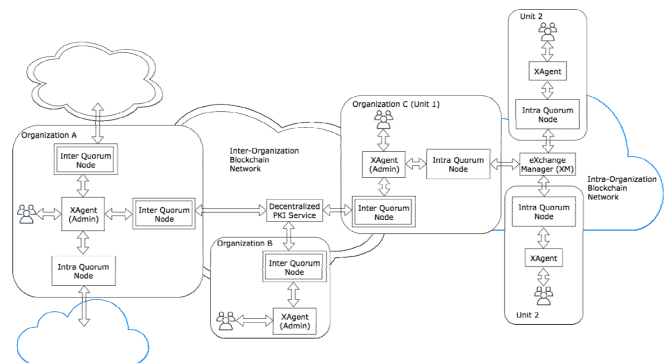 Unit 2
XAgent
Intra Quorum
Node
Organization A
Inter Quorum
Node
XAgent
(Admin)
Inter Quorum
Node
Intra Quorum
Node
Inter-Organization
Blockchain
Network
Decentralized
PKI Service
Organization B
Inter Quorum
Node
XAgent
(Admin)
Organization C (Unit 1)
XAgent
(Admin)
Intra Quorum
Node
Inter Quorum
Node
eXchange
Manager (XM)
Intra-Organization
Blockchain
Network
Intra Quorum
Node
XAgent
Unit 2